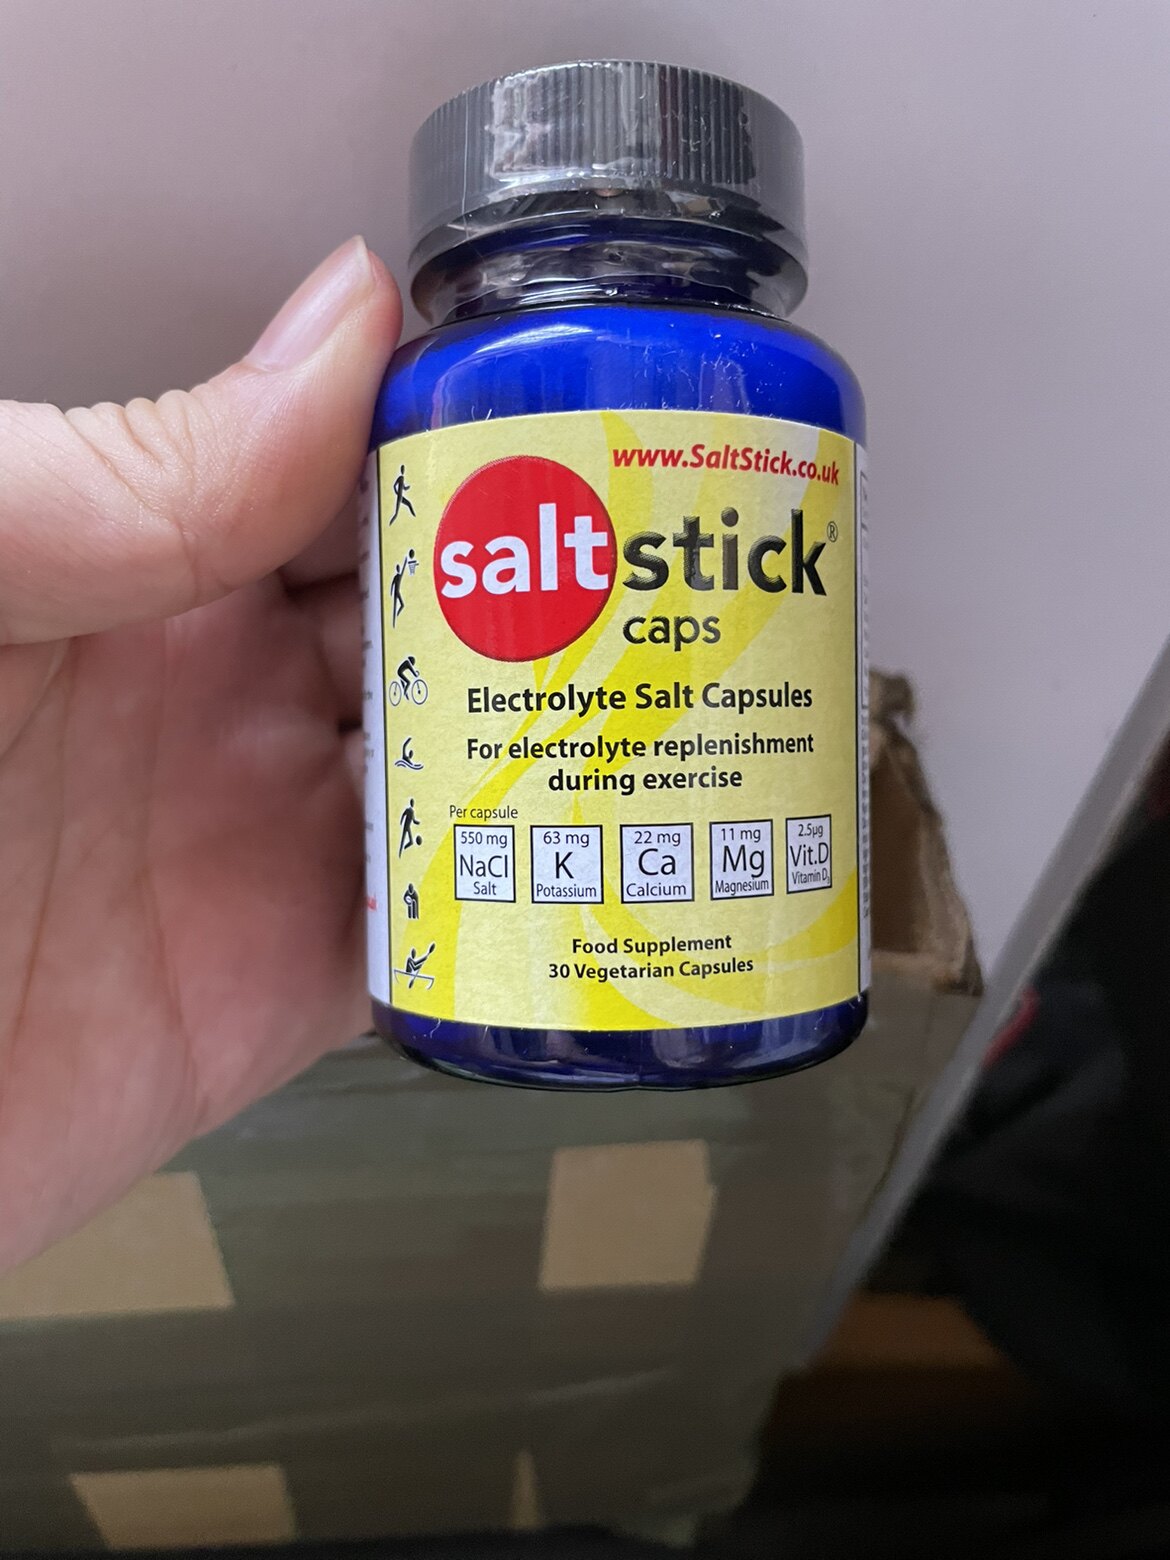 www.SaltStick.co.uk
saltstick®
caps
Electrolyte Salt Capsules
For electrolyte replenishment
during exercise
Per capsule
550 mg 63 mg 22 mg 11 mg 2.5µg
NaCl K Ca Mg Vit.D
Salt Potassium Calcium Magnesium Vitamin D3
Food Supplement
30 Vegetarian Capsules